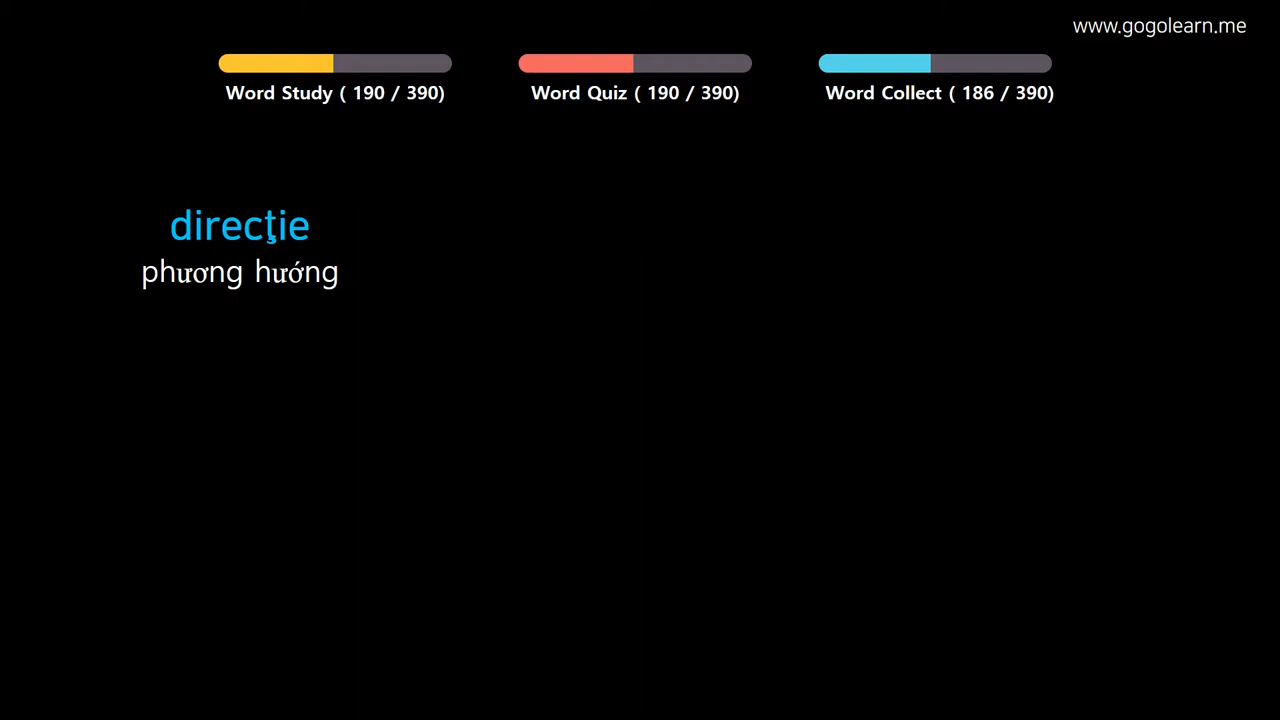 www.gogolearn.me
Word Study ( 190 / 390)
Word Quiz ( 190 / 390)
Word Collect ( 186 / 390)
direcţie
phương hướng